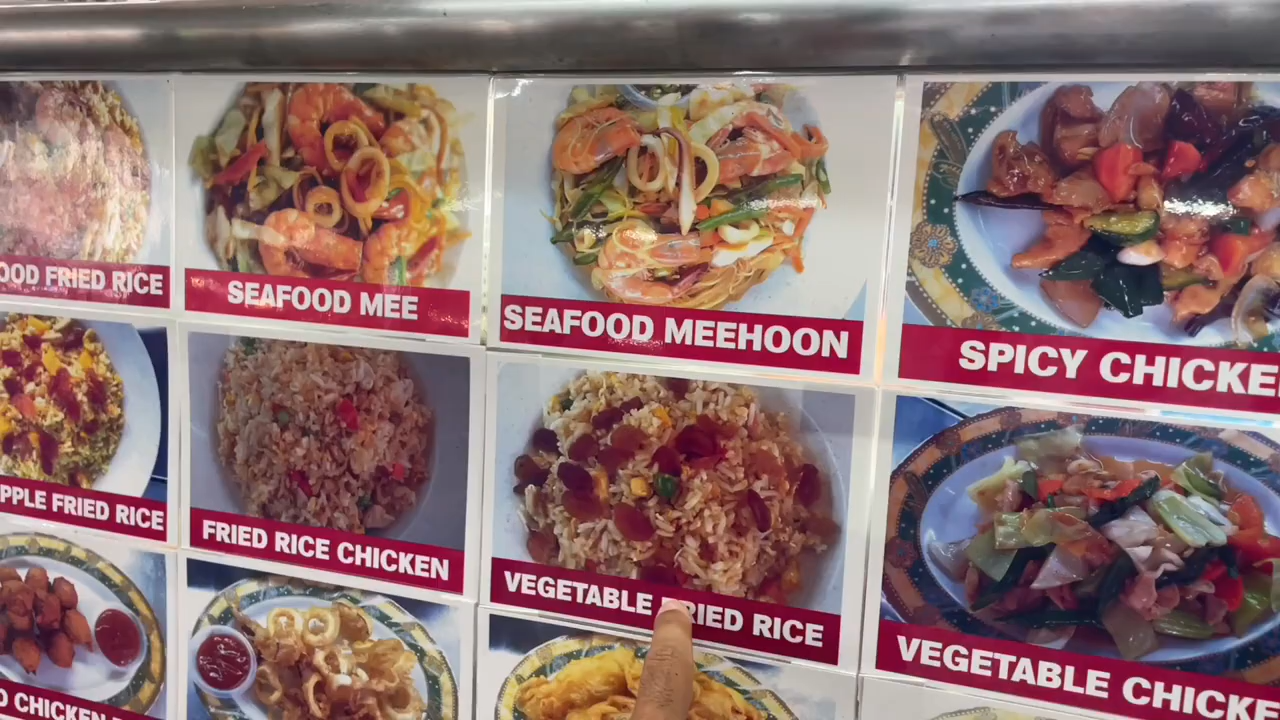 OOD FRIED RICE
SEAFOOD MEE
SEAFOOD MEEHOON
SPICY CHICKE
PPLE FRIED RICE
FRIED RICE CHICKEN
VEGETABLE FRIED RICE
VEGETABLE CHICKE
CHICKEN